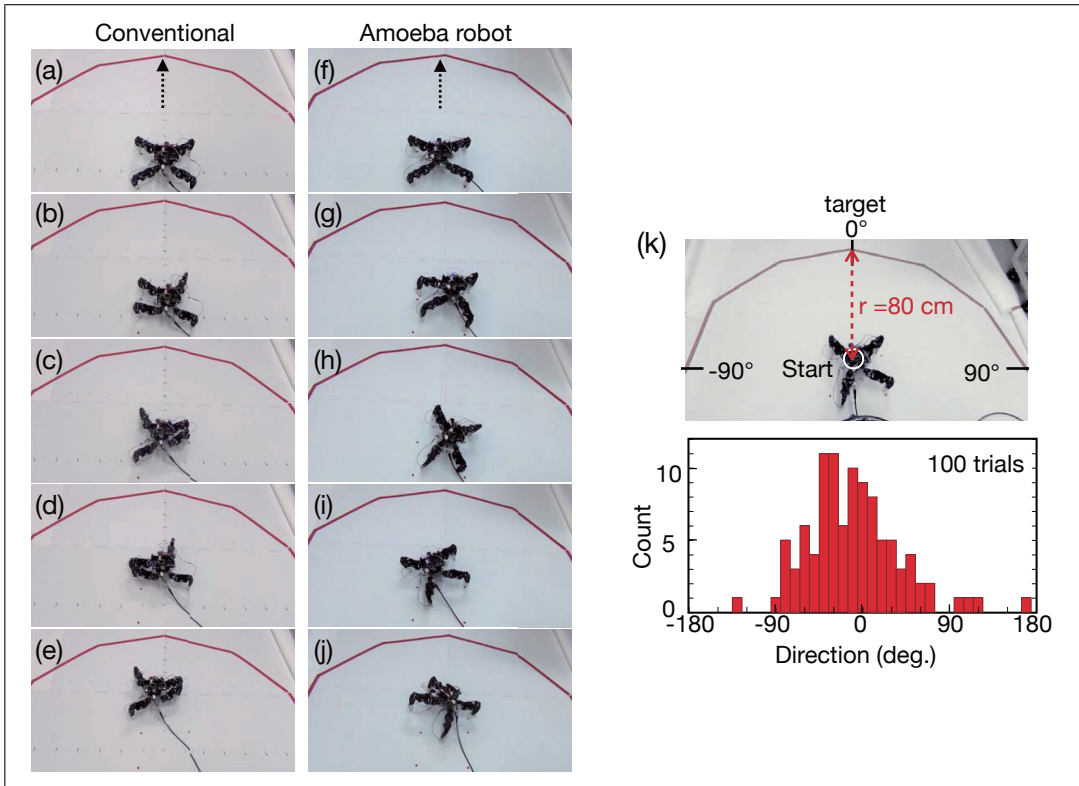 Conventional
Amoeba robot
(a)
(f)
(b)
(g)
(c)
(h)
(d)
(i)
(e)
(j)
(k)
target
0°
r =80 cm
-90°
Start
90°
100 trials
10
5
0
Count
-180
-90
0
90
180
Direction (deg.)